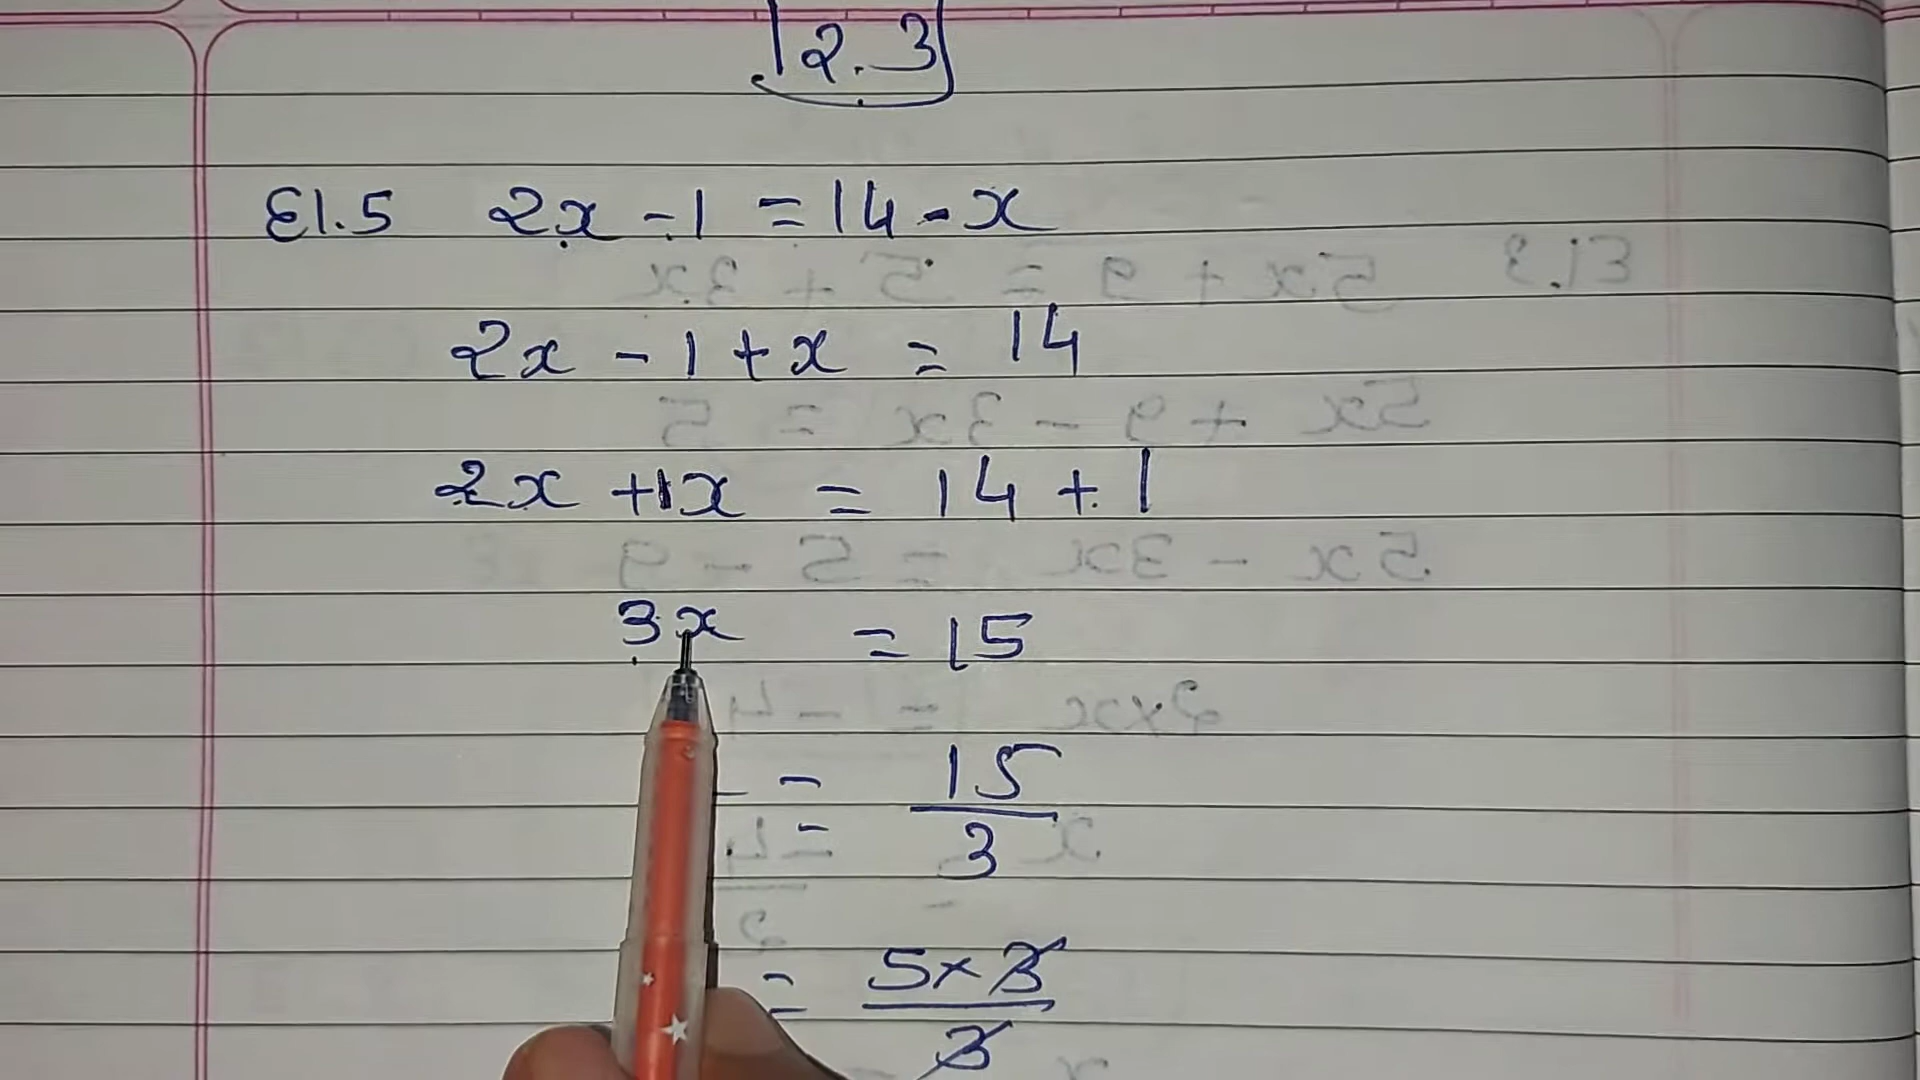 2.3
દા.5 2x - 1 = 14 - x
2x - 1 + x = 14
2x + 1x = 14 + 1
3x = 15
= 15/3
= 5 × 3/3